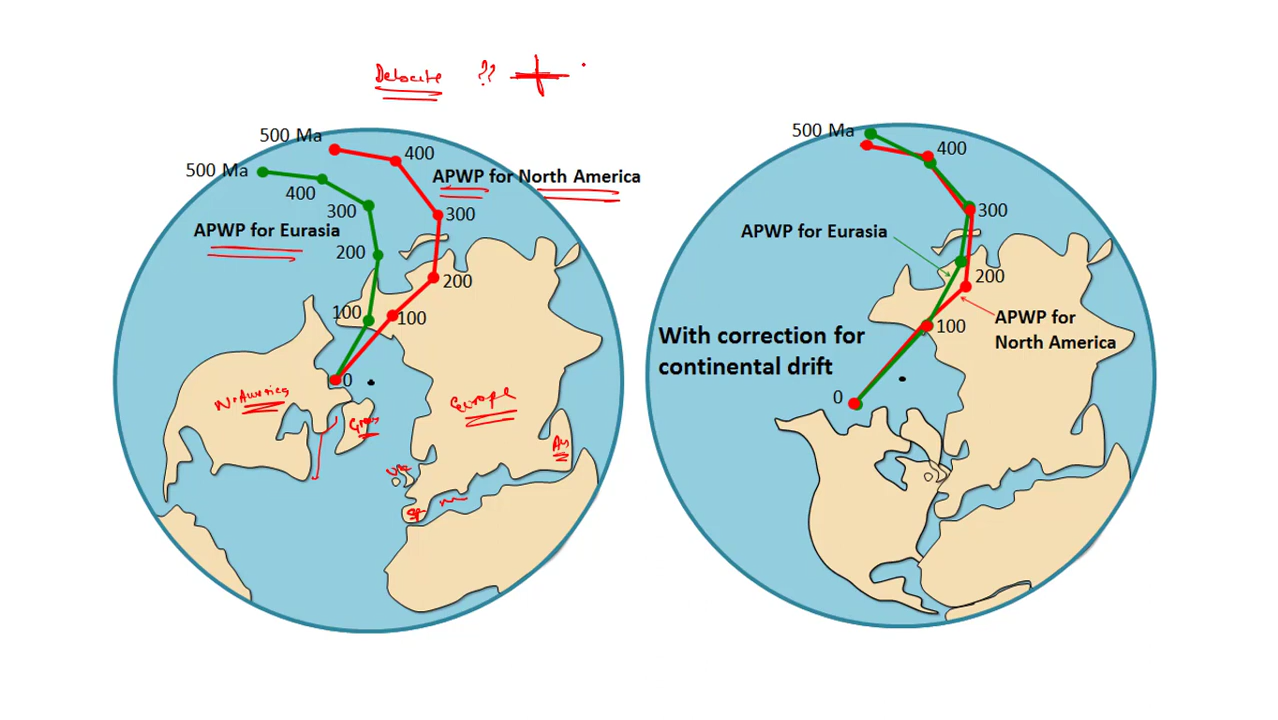 ??
500 Ma
400
500 Ma
APWP for North America
400
300
300
APWP for Eurasia
200
200
100
100
0
N.America
Europe
500 Ma
400
300
APWP for Eurasia
200
APWP for
North America
100
With correction for
continental drift
0